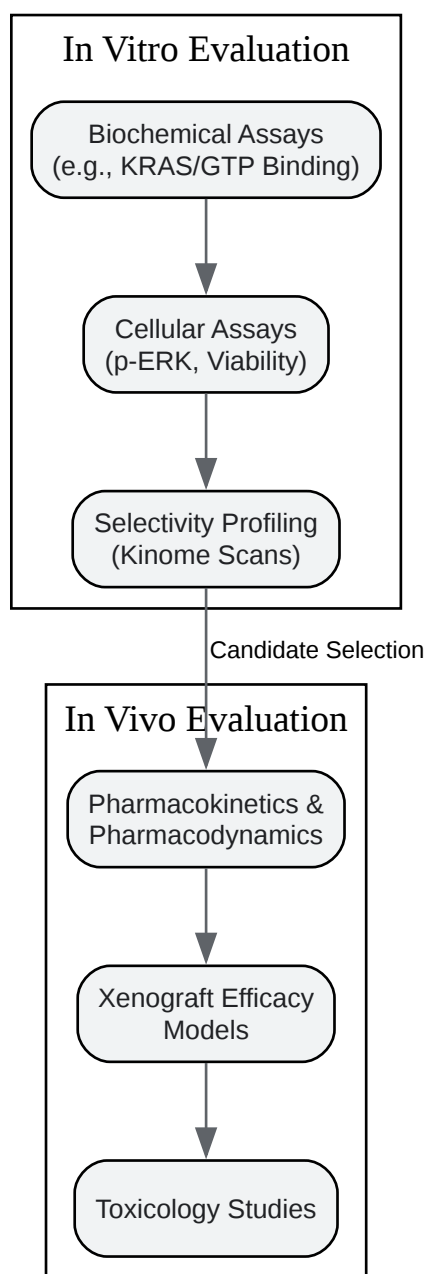 In Vitro Evaluation
Biochemical Assays
(e.g., KRAS/GTP Binding)
Cellular Assays
(p-ERK, Viability)
Selectivity Profiling
(Kinome Scans)
Candidate Selection
In Vivo Evaluation
Pharmacokinetics &
Pharmacodynamics
Xenograft Efficacy
Models
Toxicology Studies